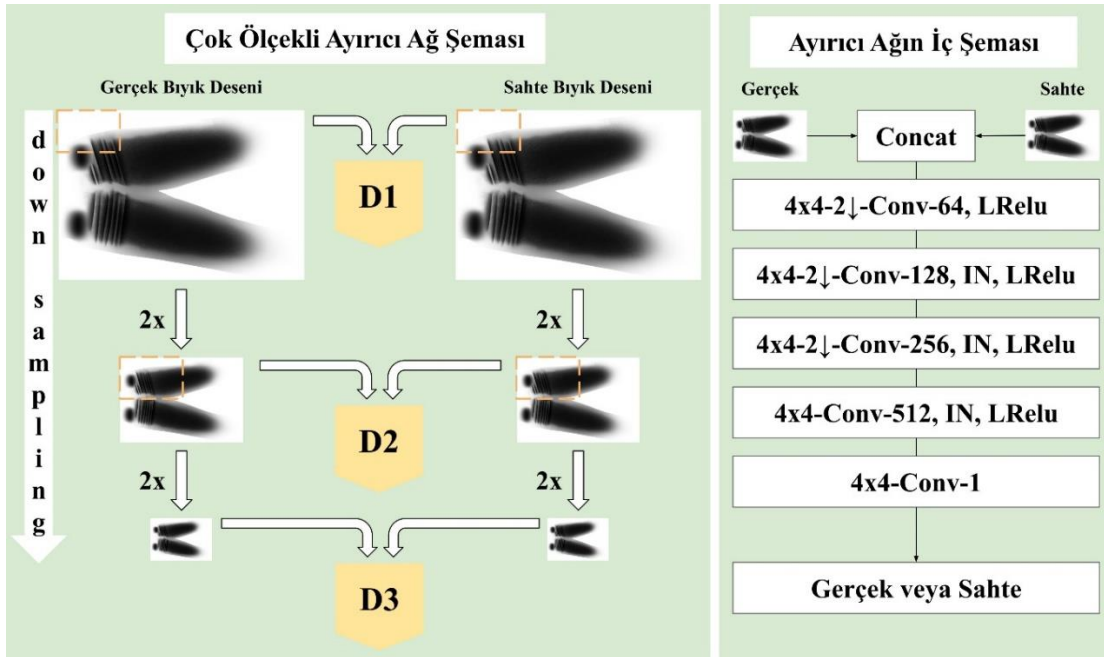 Çok Ölçekli Ayırıcı Ağ Şeması
Gerçek Bıyık Deseni
Sahte Bıyık Deseni
down sampling
D1
2x
2x
D2
2x
2x
D3
Ayırıcı Ağın İç Şeması
Gerçek
Sahte
Concat
4x4-2↓-Conv-64, LRelu
4x4-2↓-Conv-128, IN, LRelu
4x4-2↓-Conv-256, IN, LRelu
4x4-Conv-512, IN, LRelu
4x4-Conv-1
Gerçek veya Sahte